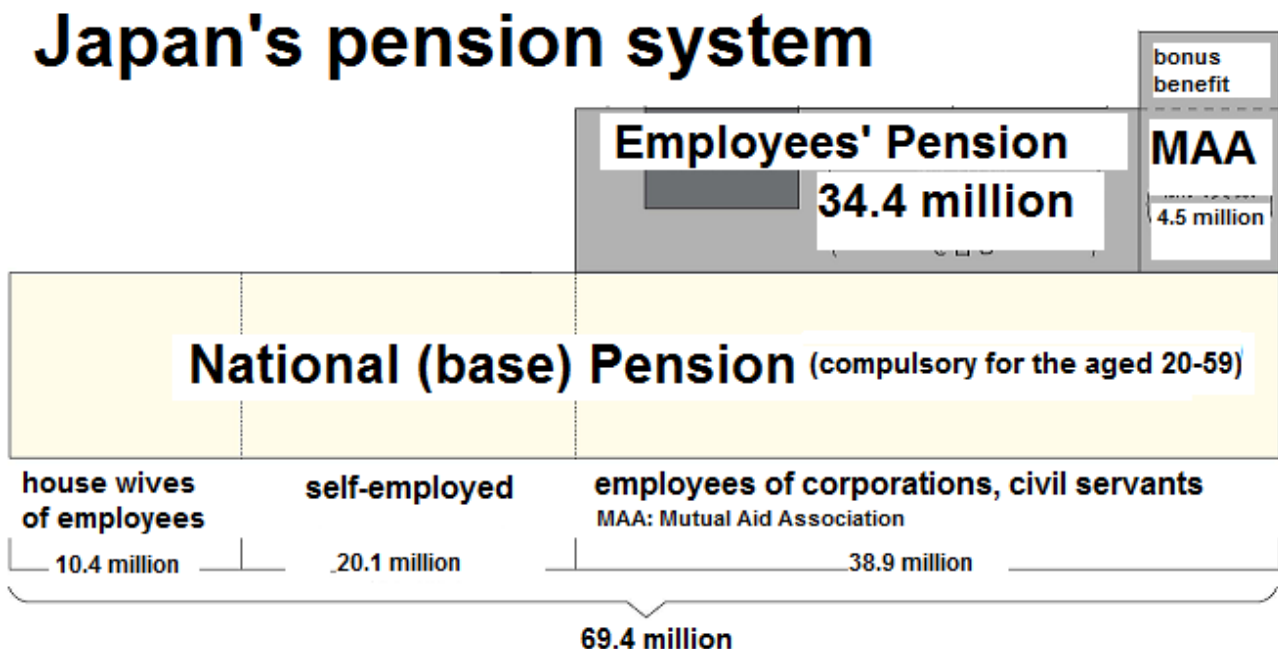 Japan's pension system
bonus
benefit
Employees' Pension
MAA
34.4 million
4.5 million
National (base) Pension (compulsory for the aged 20-59)
house wives
of employees
self-employed
employees of corporations, civil servants
MAA: Mutual Aid Association
10.4 million
20.1 million
38.9 million
69.4 million